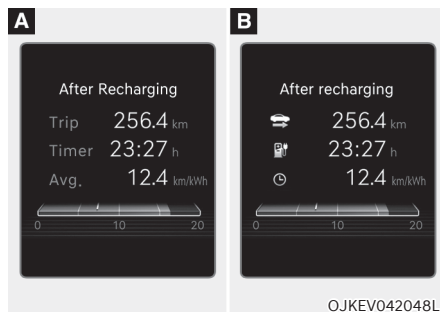 A
After Recharging
Trip 256.4 km
Timer 23:27 h
Avg. 12.4 km/kWh
0 10 20
B
After recharging
256.4 km
23:27 h
12.4 km/kWh
0 10 20
OJKEV042048L